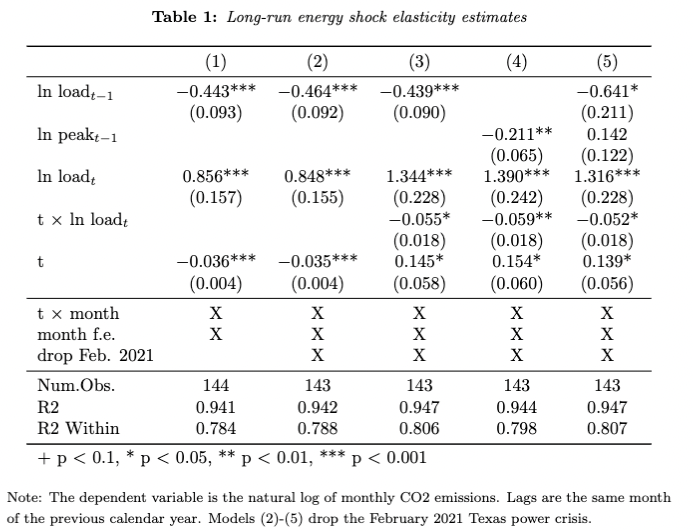 Table 1: Long-run energy shock elasticity estimates
(1) (2) (3) (4) (5)
ln load_{t−1} −0.443*** −0.464*** −0.439*** −0.641*
(0.093) (0.092) (0.090) (0.211)
ln peak_{t−1} −0.211** 0.142
(0.065) (0.122)
ln load_t 0.856*** 0.848*** 1.344*** 1.390*** 1.316***
(0.157) (0.155) (0.228) (0.242) (0.228)
t × ln load_t −0.055* −0.059** −0.052*
(0.018) (0.018) (0.018)
t −0.036*** −0.035*** 0.145* 0.154* 0.139*
(0.004) (0.004) (0.058) (0.060) (0.056)
t × month X X X X X
month f.e. X X X X X
drop Feb. 2021 X X X X
Num.Obs. 144 143 143 143 143
R2 0.941 0.942 0.947 0.944 0.947
R2 Within 0.784 0.788 0.806 0.798 0.807
+ p < 0.1, * p < 0.05, ** p < 0.01, *** p < 0.001
Note: The dependent variable is the natural log of monthly CO2 emissions. Lags are the same month
of the previous calendar year. Models (2)-(5) drop the February 2021 Texas power crisis.